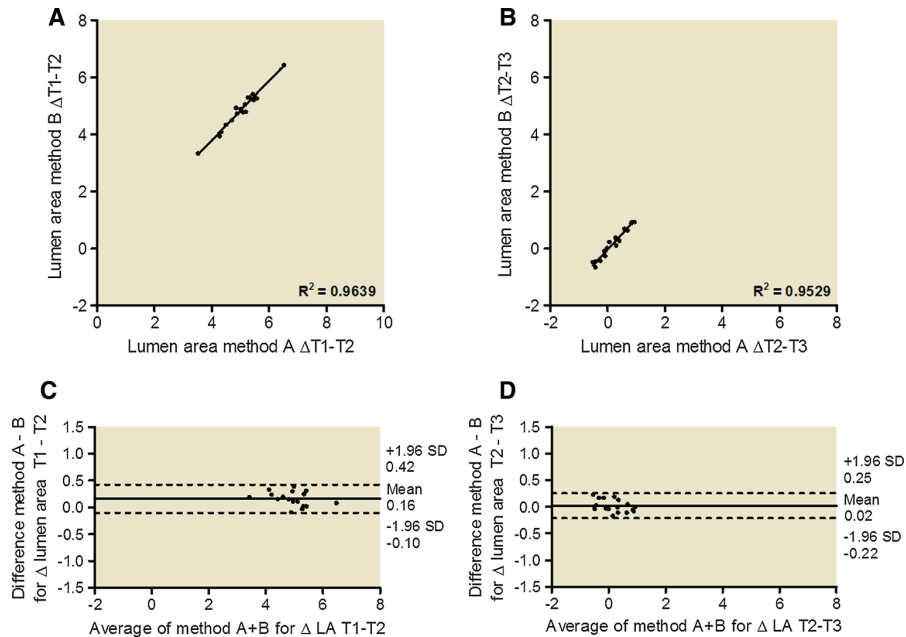 A
8
6
4
2
0
-2
Lumen area method B ΔT1-T2
R² = 0.9639
0 2 4 6 8 10
Lumen area method A ΔT1-T2
B
8
6
4
2
0
-2
Lumen area method B ΔT2-T3
R² = 0.9529
-2 0 2 4 6 8
Lumen area method A ΔT2-T3
C
Difference method A - B
for Δ lumen area T1 - T2
1.5
1.0
0.5
0.0
-0.5
-1.0
-1.5
+1.96 SD
0.42
Mean
0.16
-1.96 SD
-0.10
-2 0 2 4 6 8
Average of method A+B for Δ LA T1-T2
D
Difference method A - B
for Δ lumen area T2 - T3
1.5
1.0
0.5
0.0
-0.5
-1.0
-1.5
+1.96 SD
0.25
Mean
0.02
-1.96 SD
-0.22
-2 0 2 4 6 8
Average of method A+B for Δ LA T2-T3